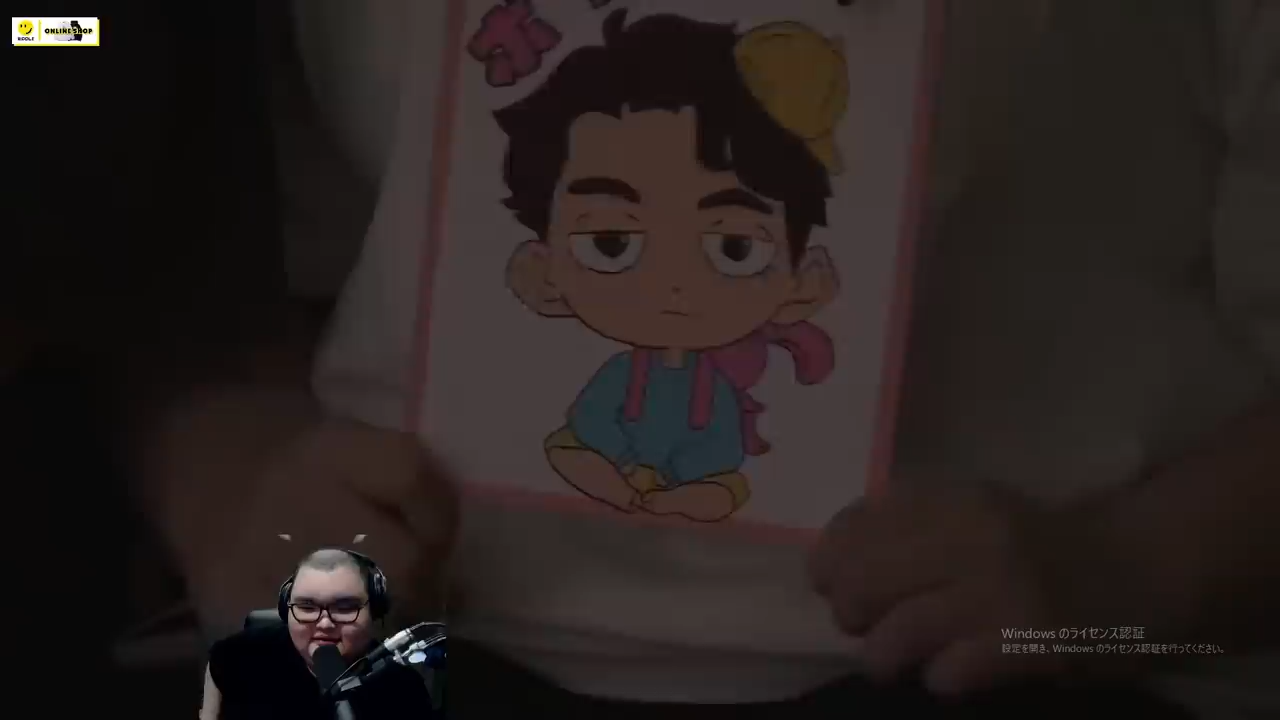 RIDDLE
ONLINE SHOP
Windows のライセンス認証
設定を開き、Windows のライセンス認証を行ってください。